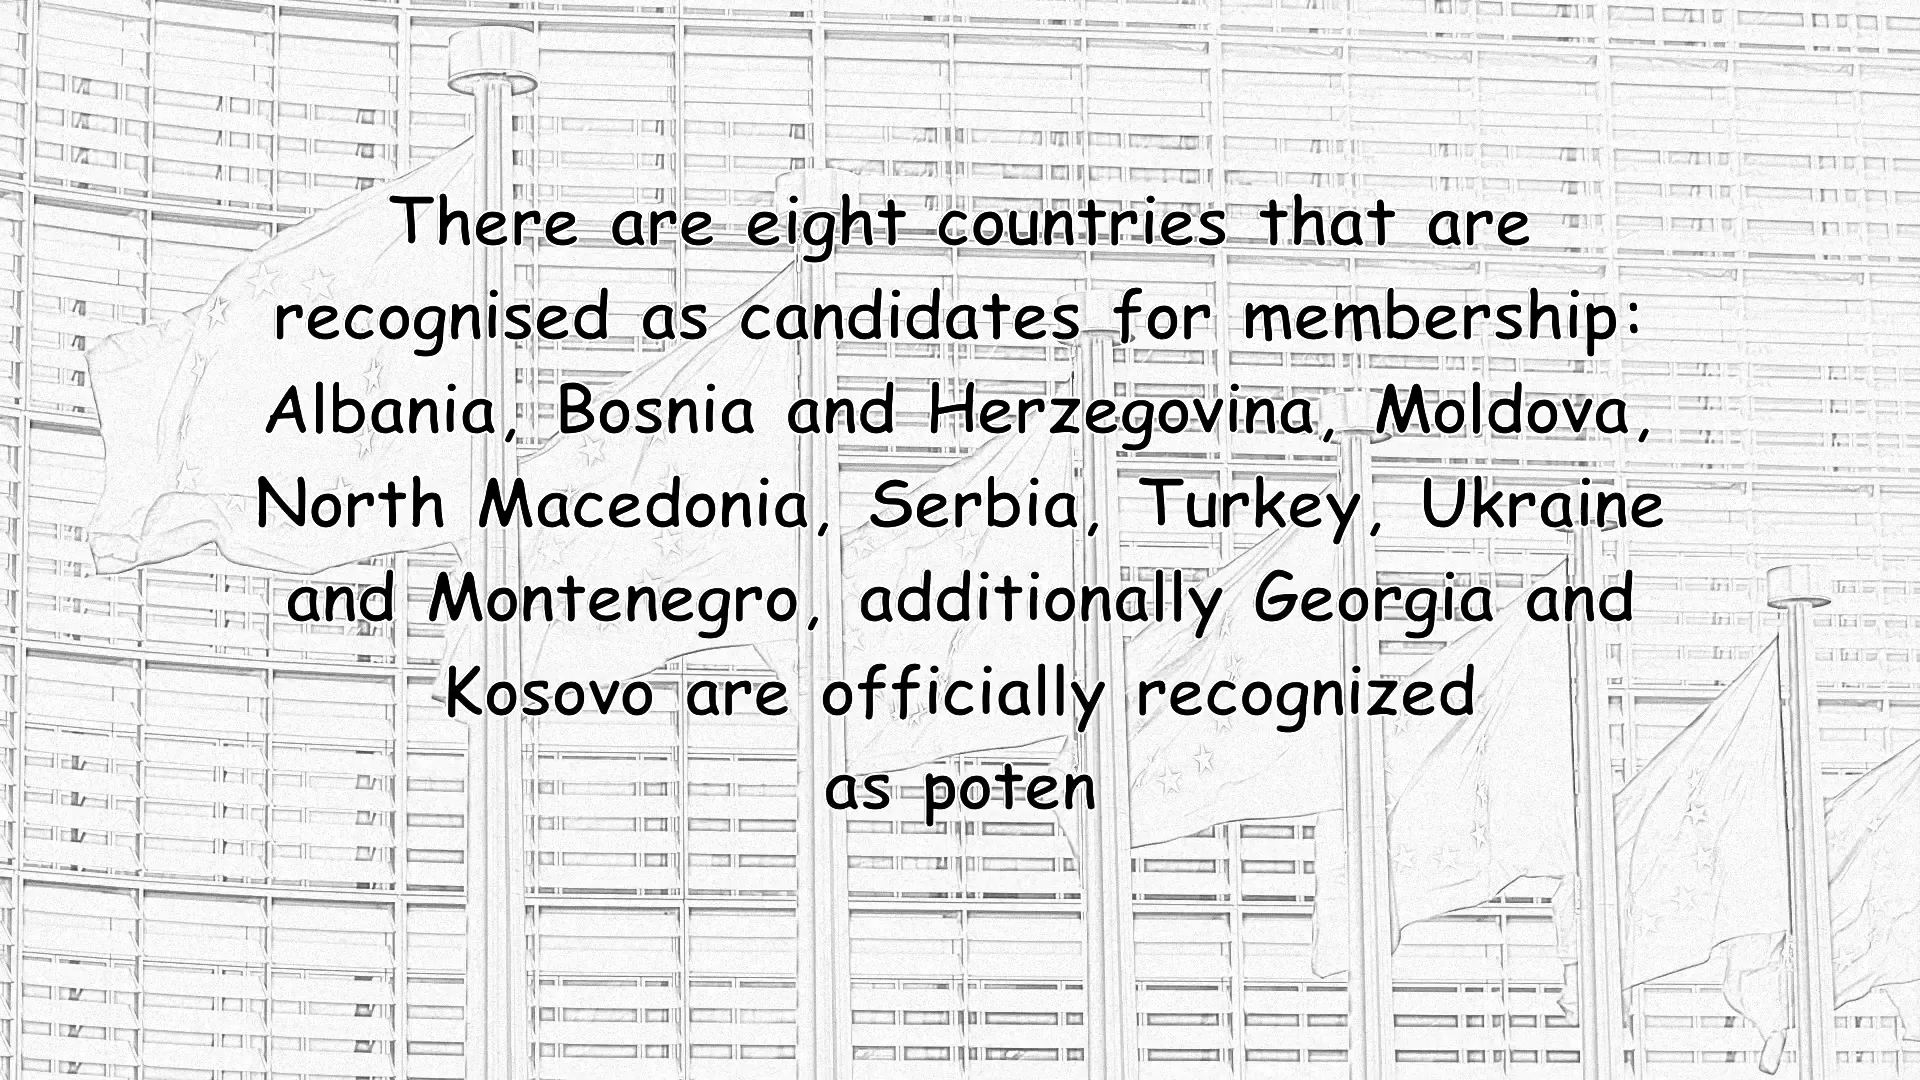 There are eight countries that are
recognised as candidates for membership:
Albania, Bosnia and Herzegovina, Moldova,
North Macedonia, Serbia, Turkey, Ukraine
and Montenegro, additionally Georgia and
Kosovo are officially recognized
as poten